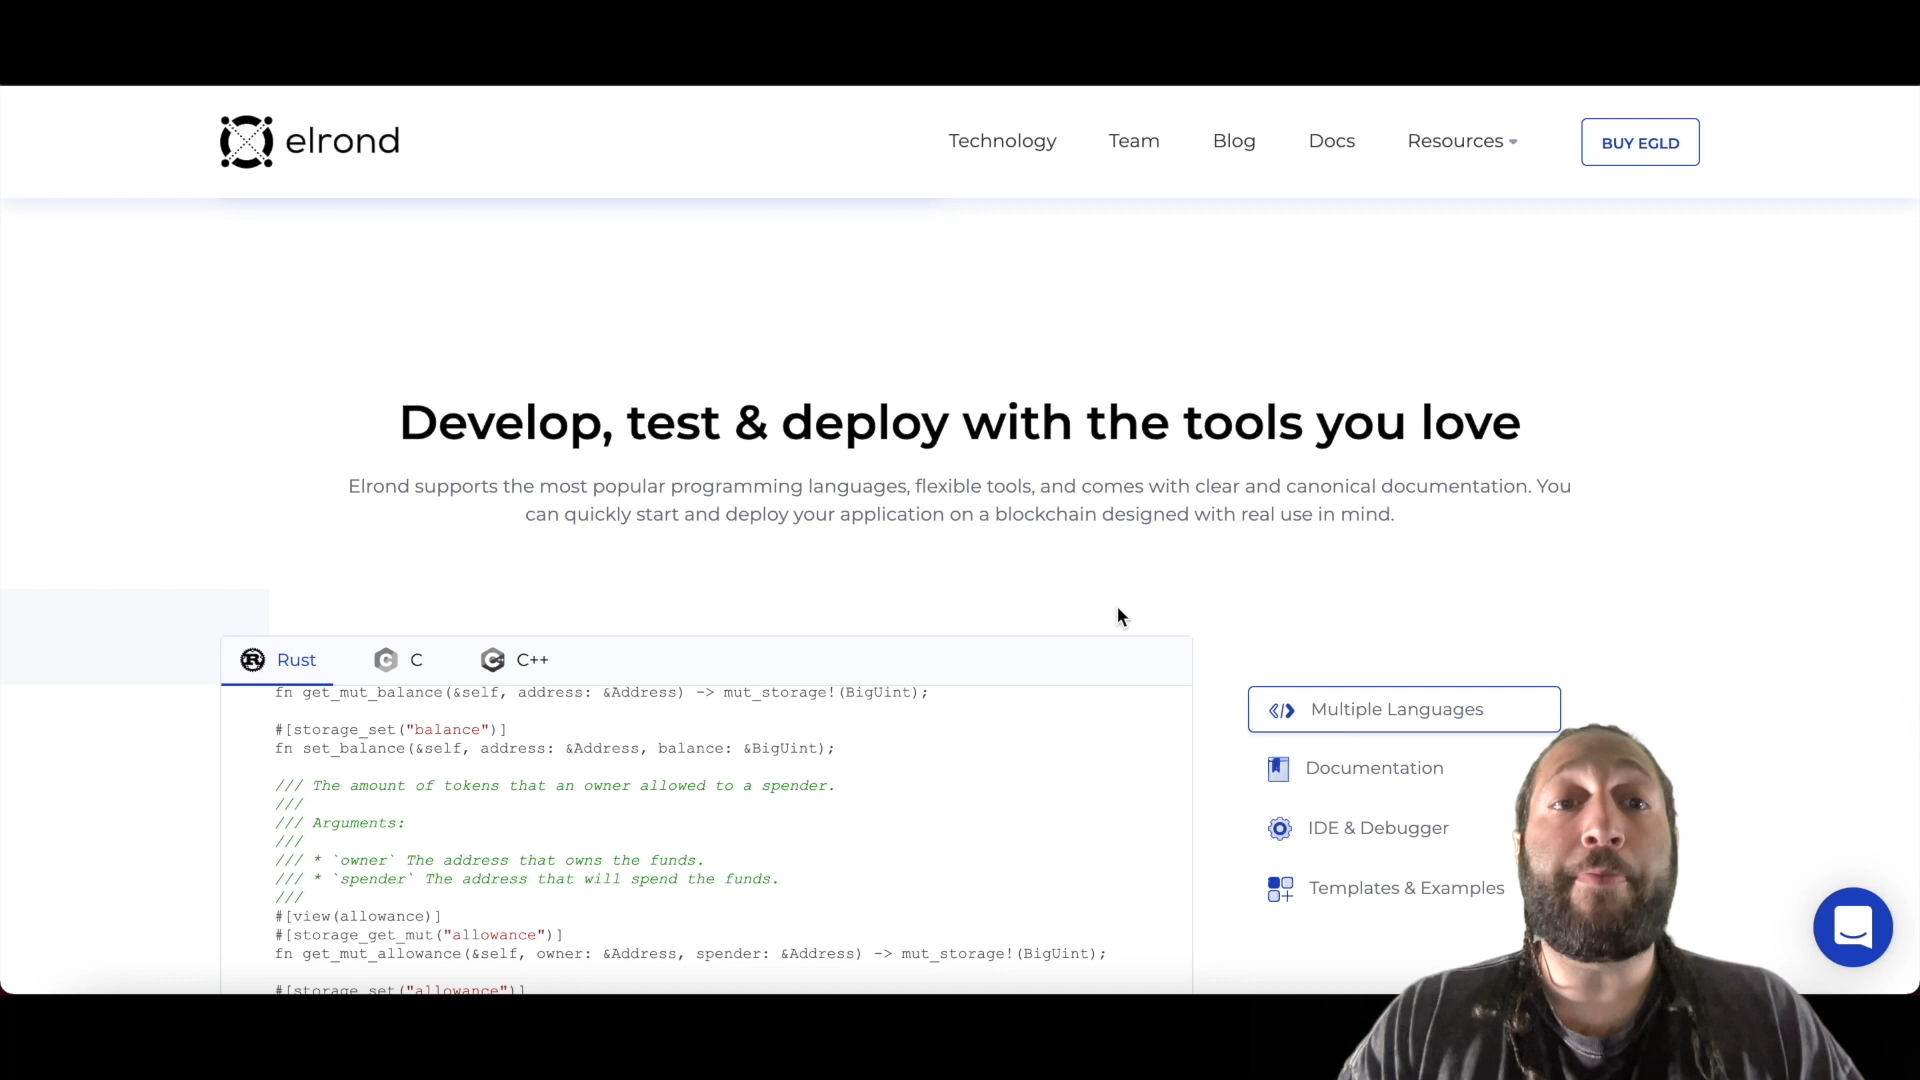 elrond
Technology
Team
Blog
Docs
Resources
BUY EGLD
Develop, test & deploy with the tools you love
Elrond supports the most popular programming languages, flexible tools, and comes with clear and canonical documentation. You
can quickly start and deploy your application on a blockchain designed with real use in mind.
Rust
C
C++
fn get_mut_balance(&self, address: &Address) -> mut_storage!(BigUint);
#[storage_set("balance")]
fn set_balance(&self, address: &Address, balance: &BigUint);
/// The amount of tokens that an owner allowed to a spender.
///
/// Arguments:
///
/// * `owner` The address that owns the funds.
/// * `spender` The address that will spend the funds.
///
#[view(allowance)]
#[storage_get_mut("allowance")]
fn get_mut_allowance(&self, owner: &Address, spender: &Address) -> mut_storage!(BigUint);
#[storage_set("allowance")]
Multiple Languages
Documentation
IDE & Debugger
Templates & Examples